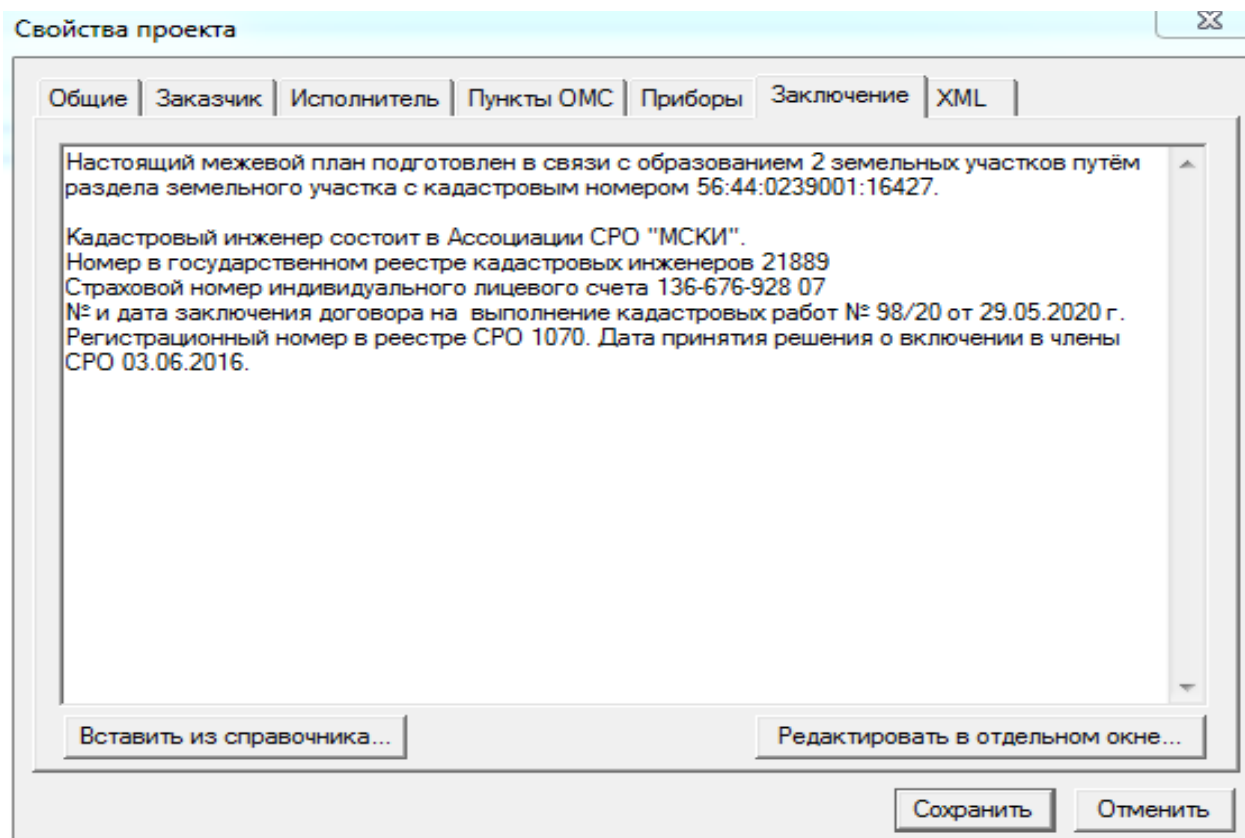 Свойства проекта
Общие Заказчик Исполнитель Пункты ОМС Приборы Заключение XML
Настоящий межевой план подготовлен в связи с образованием 2 земельных участков путём
раздела земельного участка с кадастровым номером 56:44:0239001:16427.
Кадастровый инженер состоит в Ассоциации СРО "МСКИ".
Номер в государственном реестре кадастровых инженеров 21889
Страховой номер индивидуального лицевого счета 136-676-928 07
№ и дата заключения договора на  выполнение кадастровых работ № 98/20 от 29.05.2020 г.
Регистрационный номер в реестре СРО 1070. Дата принятия решения о включении в члены
СРО 03.06.2016.
Вставить из справочника... Редактировать в отдельном окне...
Сохранить Отменить